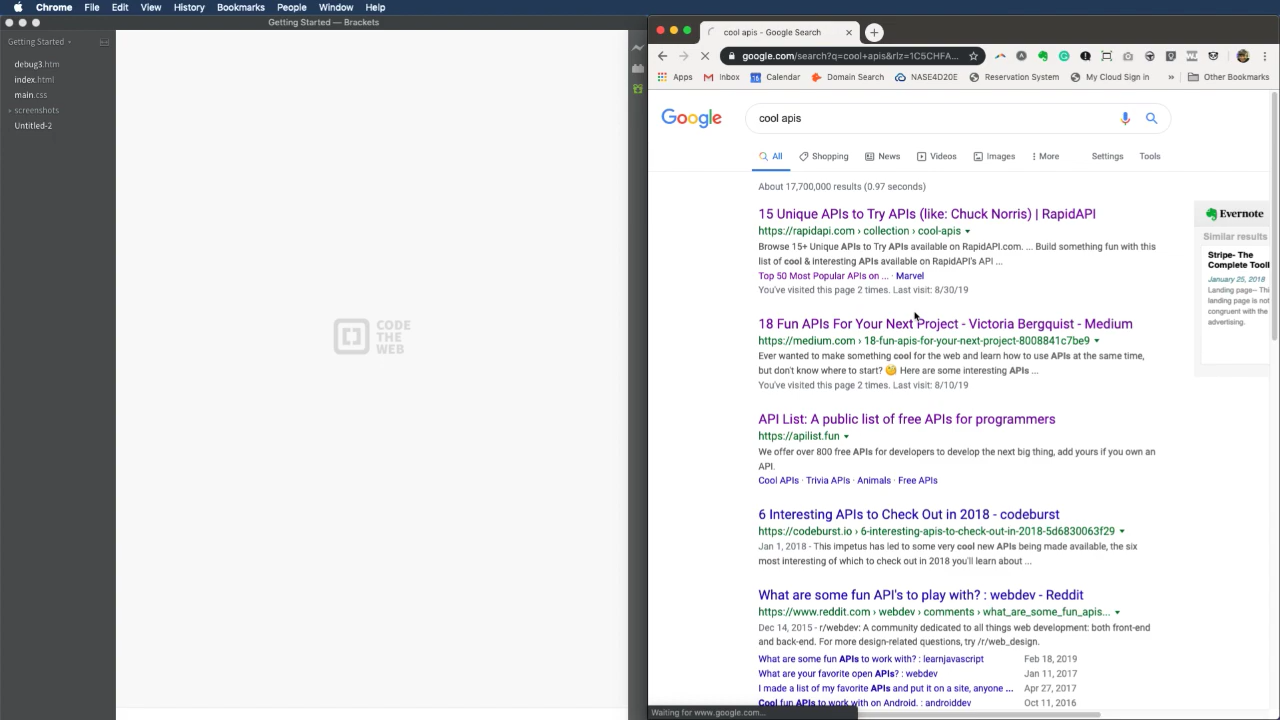 Chrome File Edit View History Bookmarks People Window Help
Getting Started — Brackets
Getting Started
debug3.htm
index.html
main.css
screenshots
Untitled-2
CODE
THE
WEB
cool apis - Google Search
google.com/search?q=cool+apis&rlz=1C5CHFA...
Apps Inbox Calendar Domain Search NASE4D20E Reservation System My Cloud Sign in » Other Bookmarks
Google
cool apis
All Shopping News Videos Images More Settings Tools
About 17,700,000 results (0.97 seconds)
15 Unique APIs to Try APIs (like: Chuck Norris) | RapidAPI
https://rapidapi.com › collection › cool-apis
Browse 15+ Unique APIs to Try APIs available on RapidAPI.com. ... Build something fun with this
list of cool & interesting APIs available on RapidAPI's API ...
Top 50 Most Popular APIs on ... · Marvel
You've visited this page 2 times. Last visit: 8/30/19
18 Fun APIs For Your Next Project - Victoria Bergquist - Medium
https://medium.com › 18-fun-apis-for-your-next-project-8008841c7be9
Ever wanted to make something cool for the web and learn how to use APIs at the same time,
but don't know where to start? 🧐 Here are some interesting APIs ...
You've visited this page 2 times. Last visit: 8/10/19
API List: A public list of free APIs for programmers
https://apilist.fun
We offer over 800 free APIs for developers to develop the next big thing, add yours if you own an
API.
Cool APIs · Trivia APIs · Animals · Free APIs
6 Interesting APIs to Check Out in 2018 - codeburst
https://codeburst.io › 6-interesting-apis-to-check-out-in-2018-5d6830063f29
Jan 1, 2018 - This impetus has led to some very cool new APIs being made available, the six
most interesting of which to check out in 2018 you'll learn about ...
What are some fun API's to play with? : webdev - Reddit
https://www.reddit.com › webdev › comments › what_are_some_fun_apis...
Dec 14, 2015 - r/webdev: A community dedicated to all things web development: both front-end
and back-end. For more design-related questions, try /r/web_design.
What are some fun APIs to work with? : learnjavascript Feb 18, 2019
What are your favorite open APIs? : webdev Jan 11, 2017
I made a list of my favorite APIs and put it on a site, anyone ... Apr 27, 2017
Cool fun APIs to work with on Android. : androiddev Oct 11, 2016
Evernote
Similar results
Stripe- The
Complete Tooll
January 25, 2018
Landing page-- Thi
landing page is not
congruent with the
advertising.
Waiting for www.google.com...